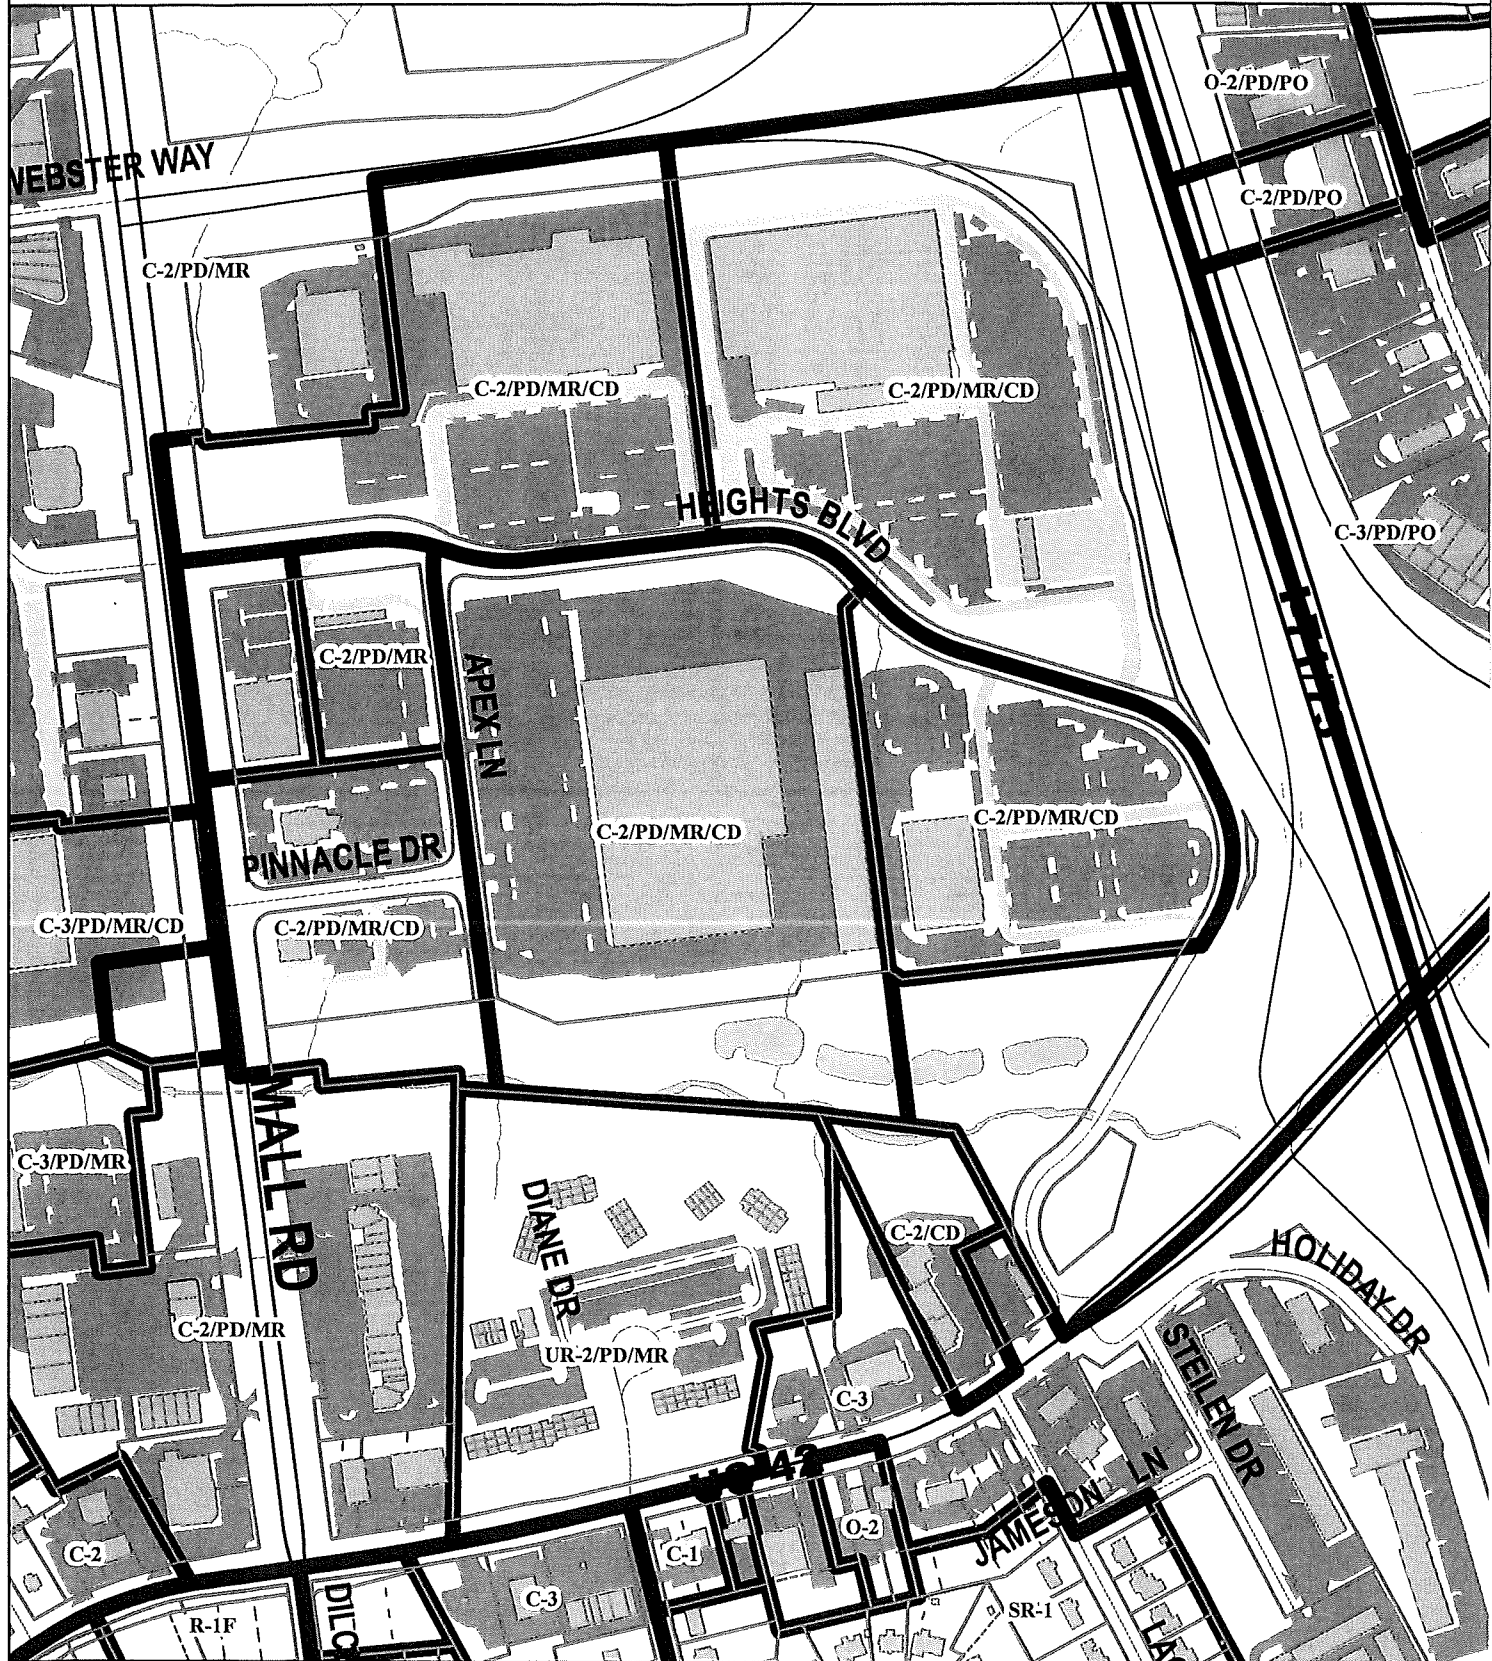 O-2/PD/PO
WEBSTER WAY
C-2/PD/PO
C-2/PD/MR
C-2/PD/MR/CD
C-2/PD/MR/CD
HEIGHTS BLVD
C-3/PD/PO
C-2/PD/MR
APEX LN
C-2/PD/MR/CD
C-2/PD/MR/CD
PINNACLE DR
C-3/PD/MR/CD
C-2/PD/MR/CD
MALL RD
C-3/PD/MR
DIANE DR
C-2/CD
HOLIDAY DR
C-2/PD/MR
UR-2/PD/MR
STEILEN DR
C-3
US 42
LN
JAMESON
O-2
C-2
C-1
C-3
SR-1
R-1F